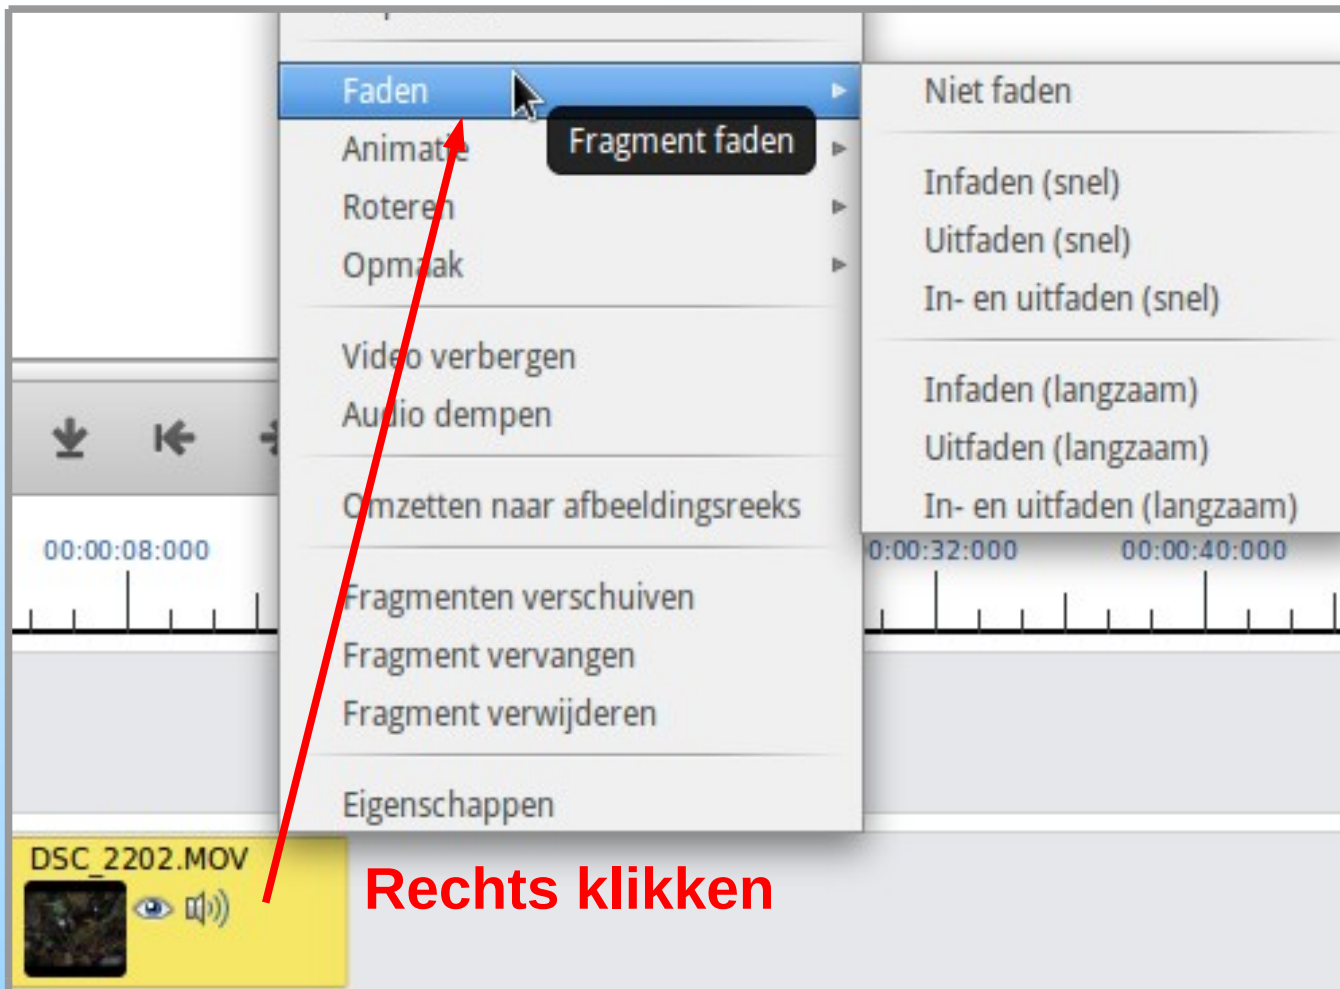 Faden
Fragment faden
Animatie
Roteren
Opmaak
Video verbergen
Audio dempen
Omzetten naar afbeeldingsreeks
Fragmenten verschuiven
Fragment vervangen
Fragment verwijderen
Eigenschappen
Niet faden
Infaden (snel)
Uitfaden (snel)
In- en uitfaden (snel)
Infaden (langzaam)
Uitfaden (langzaam)
In- en uitfaden (langzaam)
00:00:08:000
0:00:32:000
00:00:40:000
DSC_2202.MOV
Rechts klikken